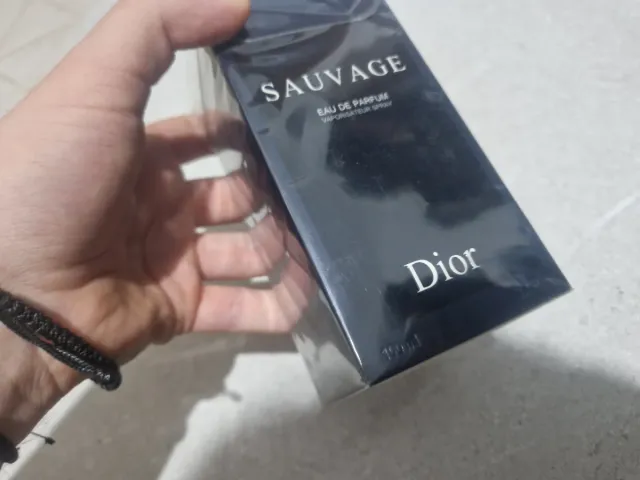 SAUVAGE
EAU DE PARFUM
VAPORISATEUR SPRAY
Dior